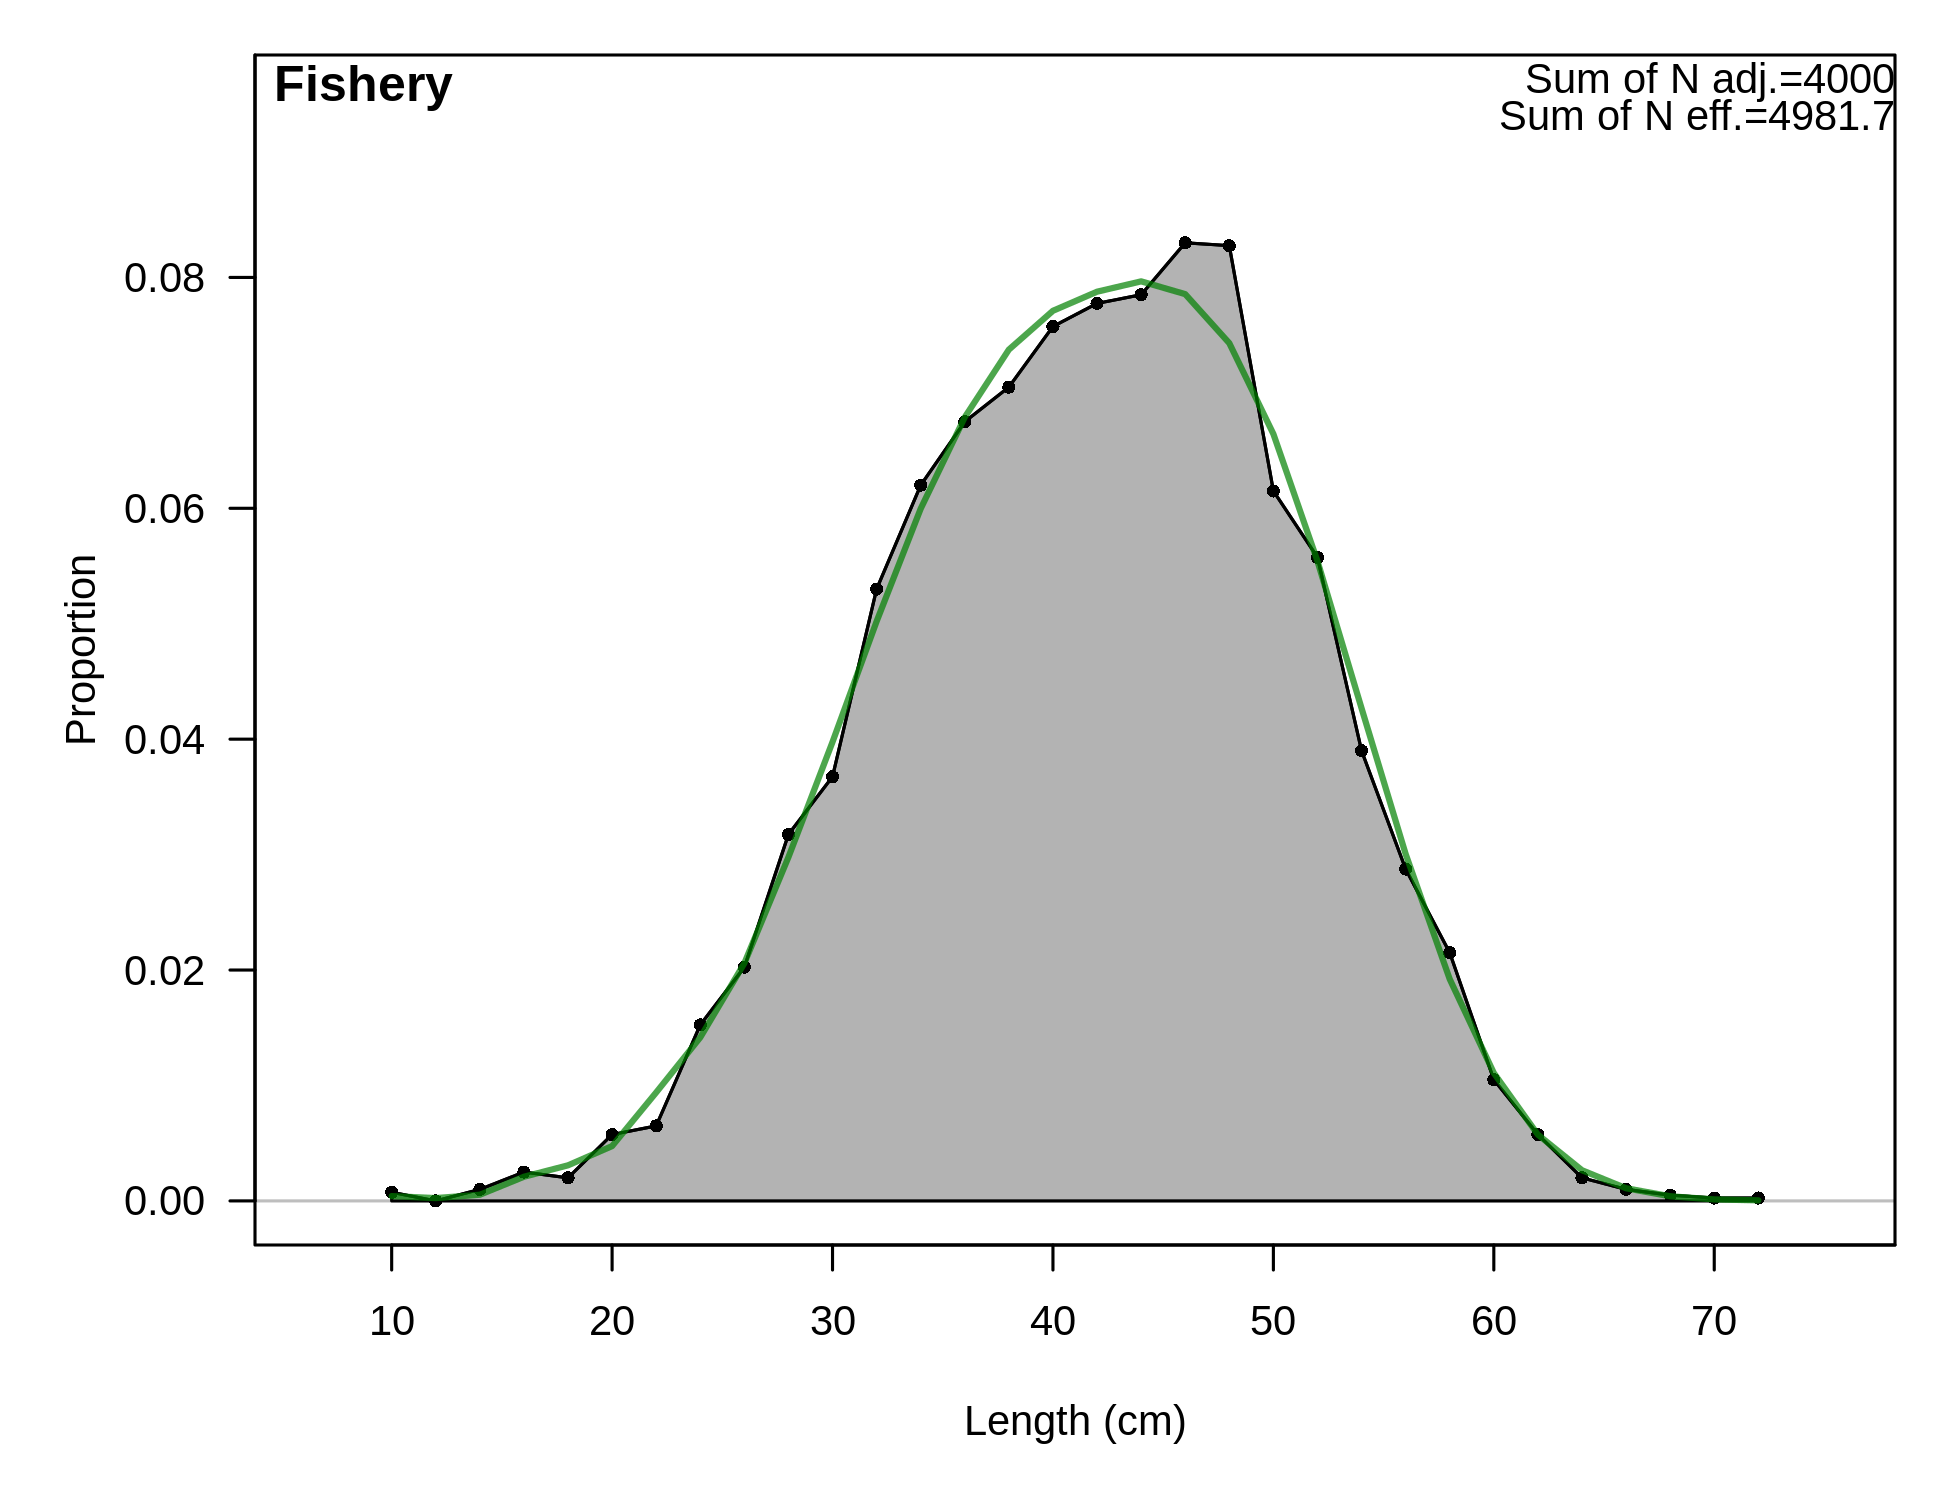 Fishery
Sum of N adj.=4000
Sum of N eff.=4981.7
0.08
0.06
0.04
0.02
0.00
Proportion
10 20 30 40 50 60 70
Length (cm)